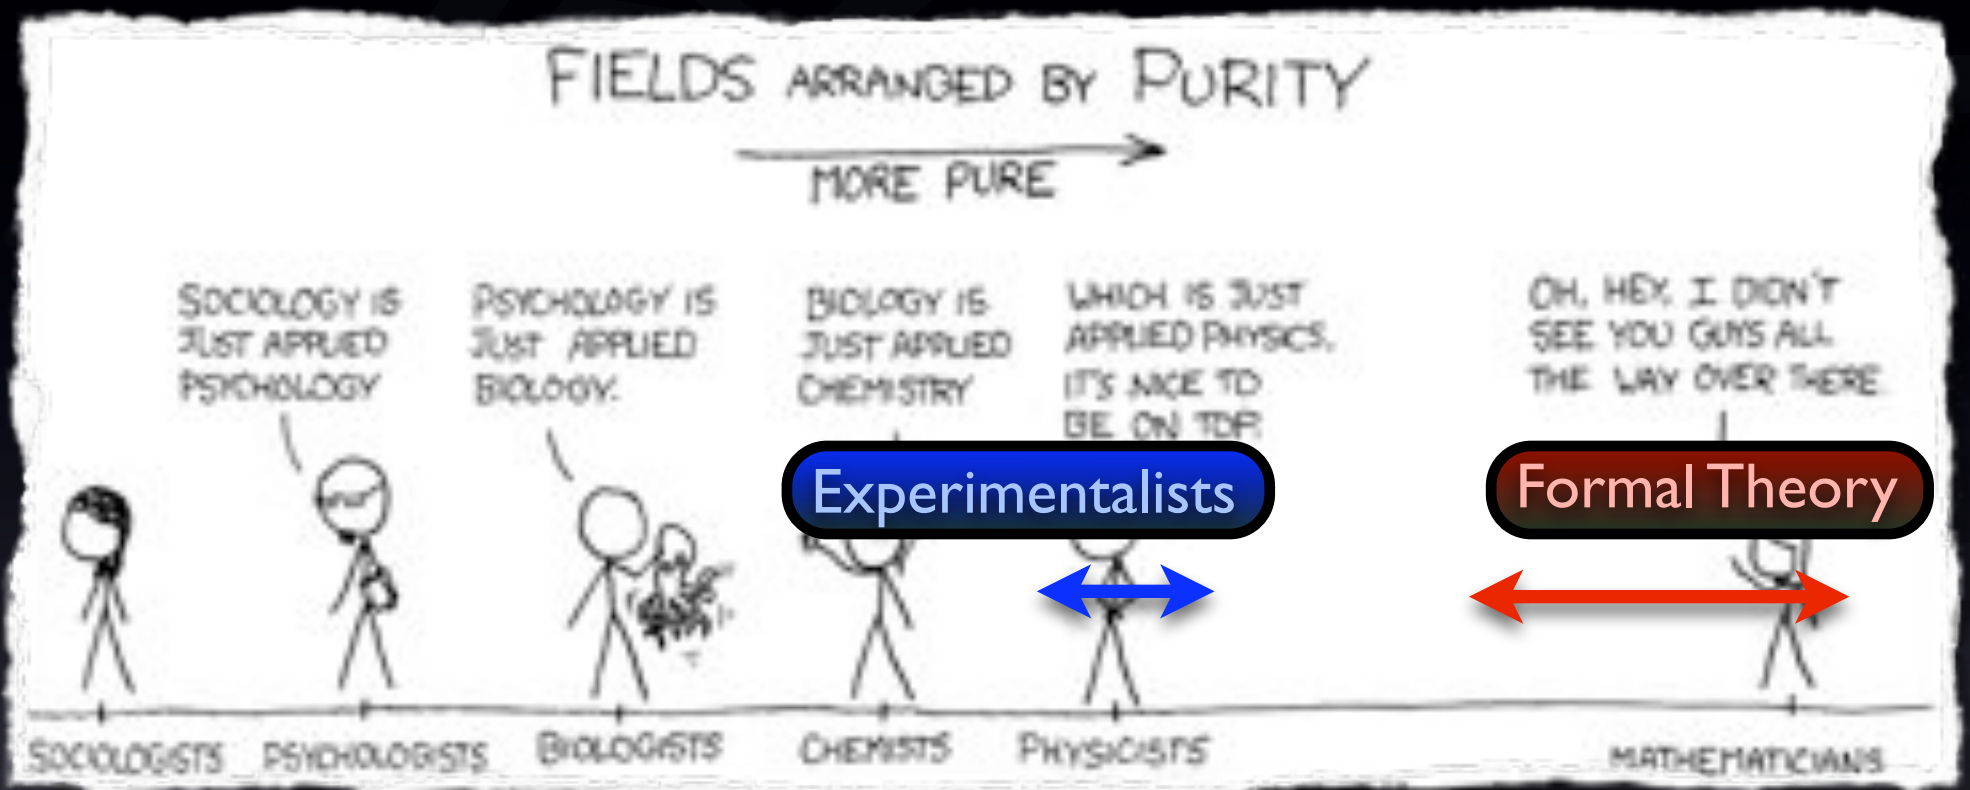 FIELDS ARRANGED BY PURITY
MORE PURE
SOCIOLOGY IS
JUST APPLIED
PSYCHOLOGY
PSYCHOLOGY IS
JUST APPLIED
BIOLOGY.
BIOLOGY IS
JUST APPLIED
CHEMISTRY
WHICH IS JUST
APPLIED PHYSICS.
IT'S NICE TO
BE ON TOP.
OH, HEY, I DIDN'T
SEE YOU GUYS ALL
THE WAY OVER THERE.
Experimentalists
Formal Theory
SOCIOLOGISTS
PSYCHOLOGISTS
BIOLOGISTS
CHEMISTS
PHYSICISTS
MATHEMATICIANS